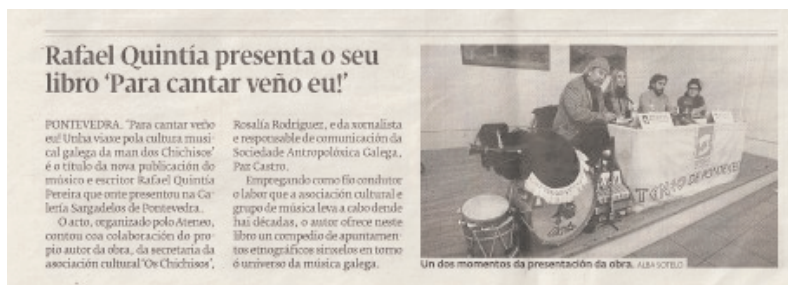 Rafael Quintía presenta o seu
libro ‘Para cantar veño eu!’
PONTEVEDRA. ‘Para cantar veño
eu! Unha viaxe pola cultura musi-
cal galega da man dos Chichisos’
é o título da nova publicación do
músico e escritor Rafael Quintía
Pereira que onte presentou na Ga-
lería Sargadelos de Pontevedra.
O acto, organizado polo Ateneo,
contou coa colaboración do pro-
pio autor da obra, da secretaria da
asociación cultural ‘Os Chichisos’,
Rosalía Rodríguez, e da xornalista
e responsable de comunicación da
Sociedade Antropolóxica Galega,
Paz Castro.
Empregando como fío condutor
o labor que a asociación cultural e
grupo de música leva a cabo dende
hai décadas, o autor ofrece neste
libro un compedio de apuntamen-
tos etnográficos sinxelos en torno
ó universo da música galega.
DE PONTEVE
Un dos momentos da presentación da obra. ALBA SOTELO